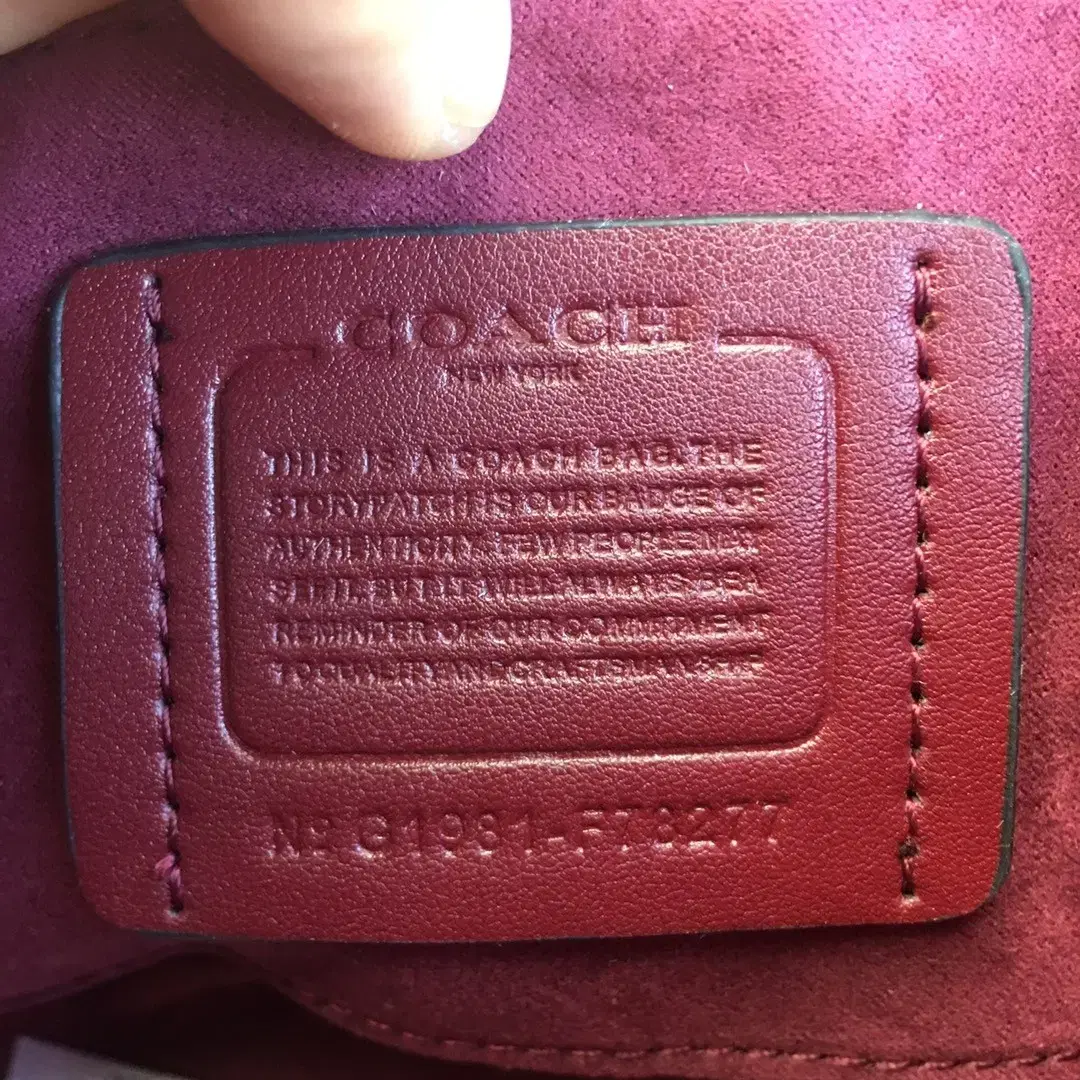 COACH
NEW YORK
THIS IS A COACH BAG. THE
STORYPATCH IS OUR BADGE OF
AUTHENTICITY. FEW PEOPLE MAY
SEE IT, BUT IT WILL ALWAYS BE A
REMINDER OF OUR COMMITMENT
TO QUALITY AND CRAFTSMANSHIP
No G1981-F78277